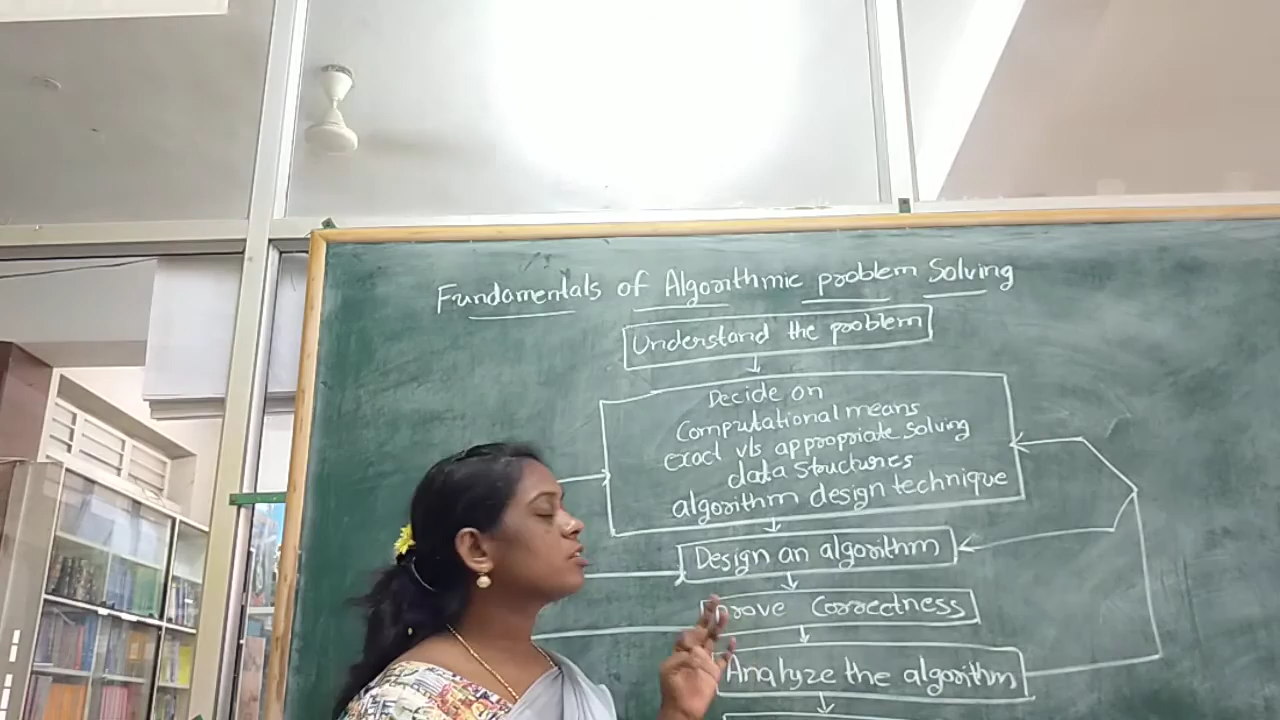 Fundamentals of Algorithmic problem Solving
Understand the problem
Decide on
Computational means
exact v/s appropriate solving
data structures
algorithm design technique
Design an algorithm
prove correctness
Analyze the algorithm